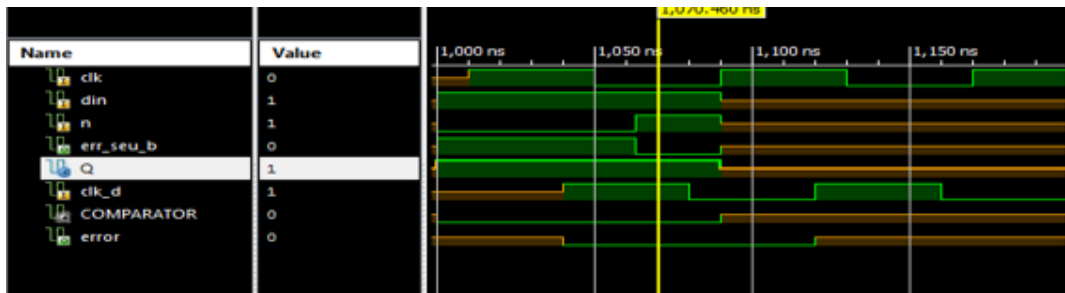 1,070.460 ns
Name Value 1,000 ns 1,050 ns 1,100 ns 1,150 ns
clk 0
din 1
n 1
err_seu_b 0
Q 1
clk_d 1
COMPARATOR 0
error 0